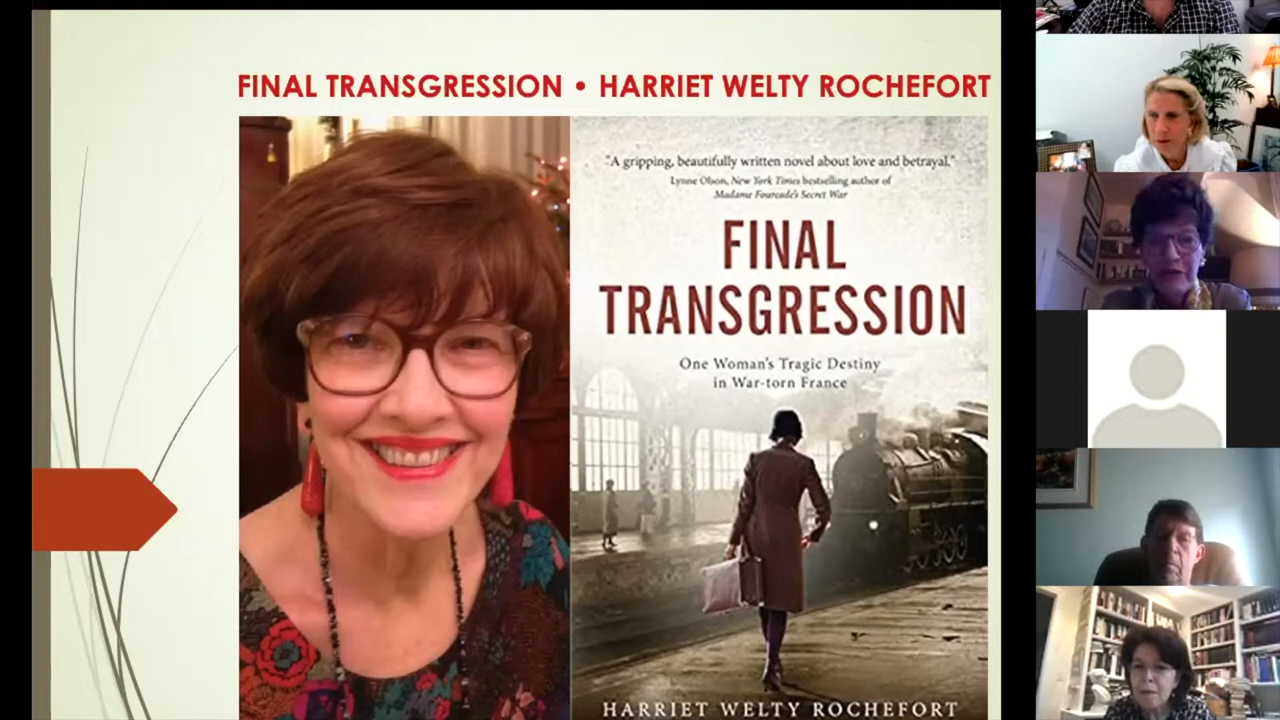 FINAL TRANSGRESSION • HARRIET WELTY ROCHEFORT
"A gripping, beautifully written novel about love and betrayal."
Lynne Olson, New York Times bestselling author of
Madame Fourcade's Secret War
FINAL
TRANSGRESSION
One Woman's Tragic Destiny
in War-torn France
HARRIET WELTY ROCHEFORT